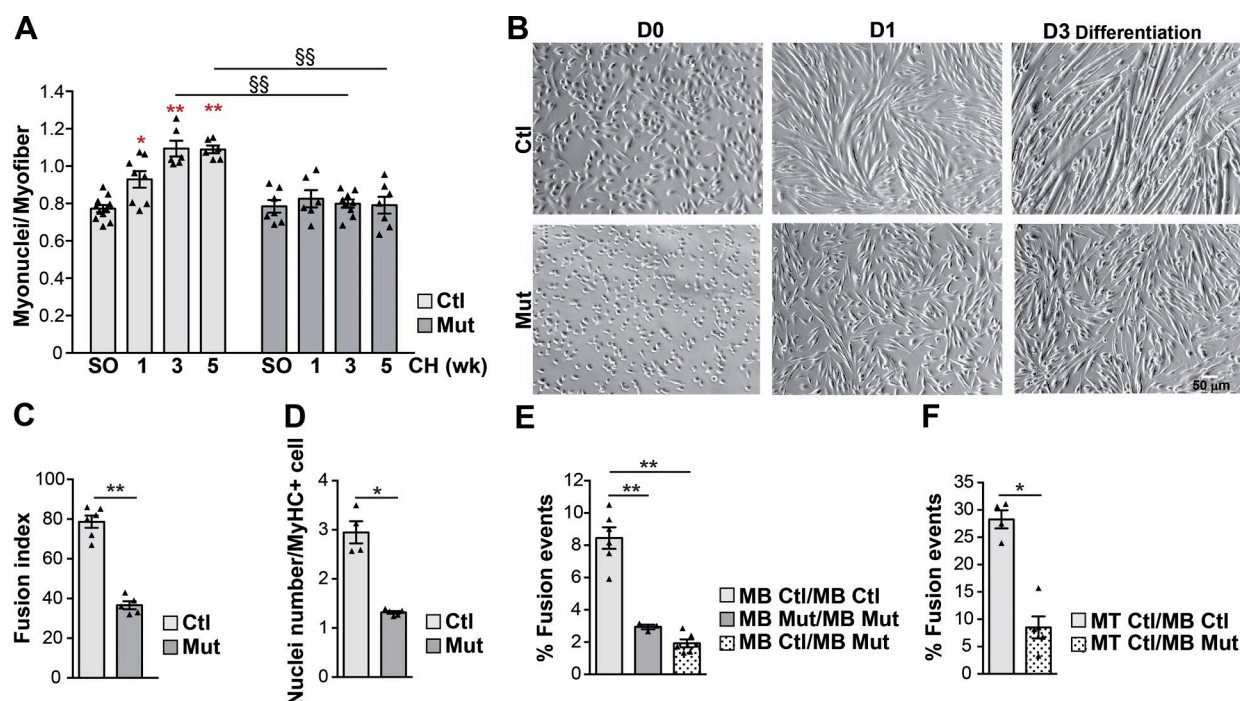 A
§§
§§
Myonuclei/ Myofiber
1.4
1.2
1.0
0.8
0.6
0.4
0.2
0
*
**
**
SO 1 3 5 SO 1 3 5 CH (wk)
Ctl
Mut
B
D0 D1 D3 Differentiation
Ctl
Mut
50 µm
C
Fusion index
100
80
60
40
20
0
**
Ctl
Mut
D
Nuclei number/MyHC+ cell
4
3
2
1
0
*
Ctl
Mut
E
% Fusion events
12
10
8
6
4
2
0
**
**
MB Ctl/MB Ctl
MB Mut/MB Mut
MB Ctl/MB Mut
F
% Fusion events
35
30
25
20
15
10
5
0
*
MT Ctl/MB Ctl
MT Ctl/MB Mut